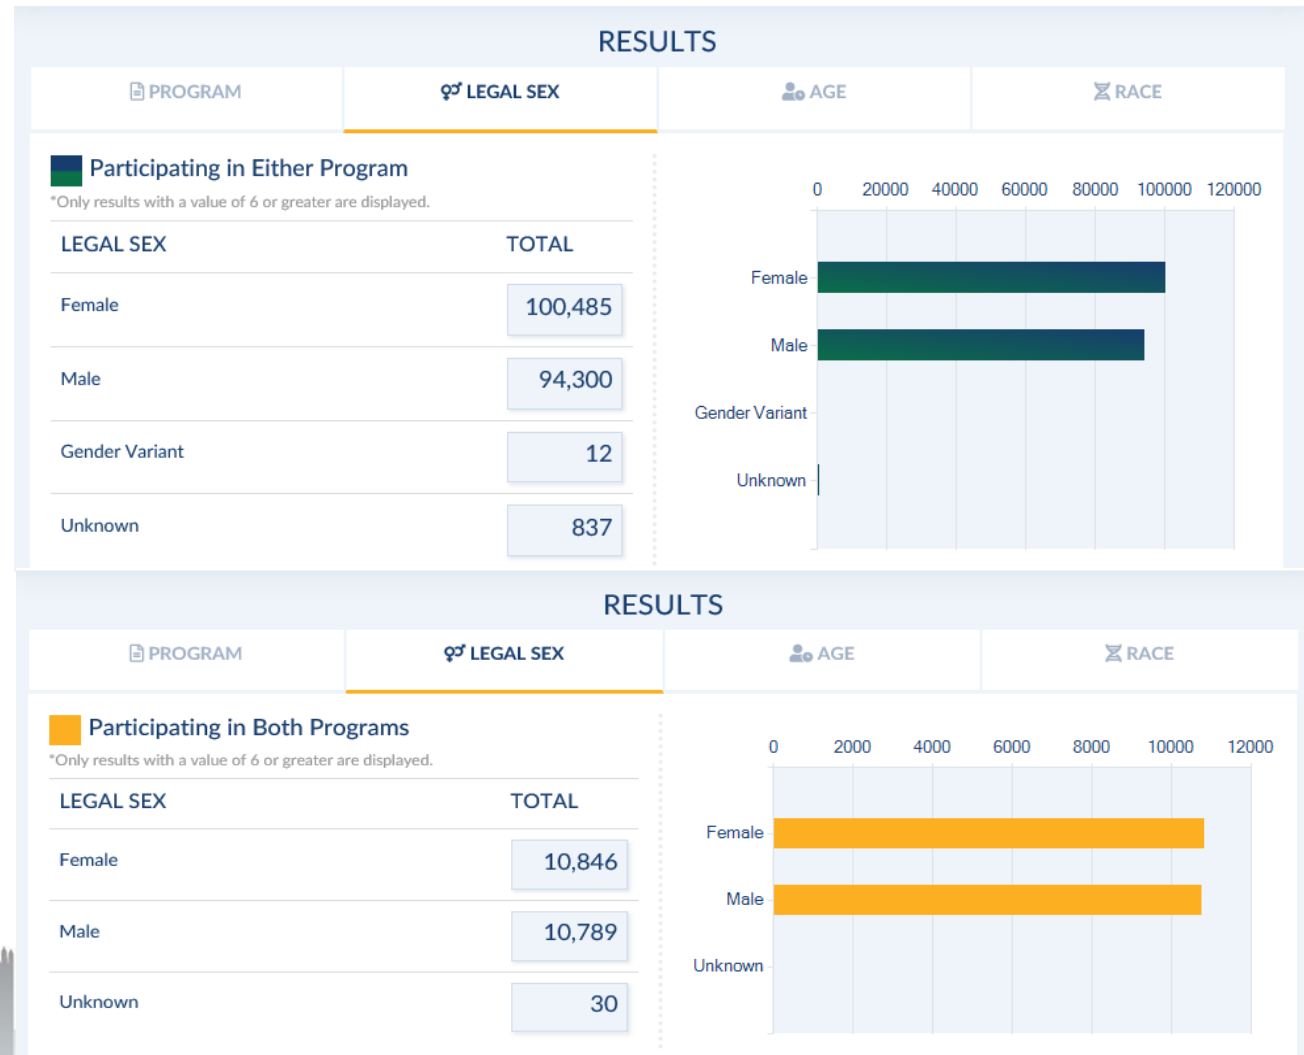 RESULTS
PROGRAM LEGAL SEX AGE RACE
Participating in Either Program
*Only results with a value of 6 or greater are displayed.
LEGAL SEX TOTAL
Female 100,485
Male 94,300
Gender Variant 12
Unknown 837
0 20000 40000 60000 80000 100000 120000
Female
Male
Gender Variant
Unknown
RESULTS
PROGRAM LEGAL SEX AGE RACE
Participating in Both Programs
*Only results with a value of 6 or greater are displayed.
LEGAL SEX TOTAL
Female 10,846
Male 10,789
Unknown 30
0 2000 4000 6000 8000 10000 12000
Female
Male
Unknown